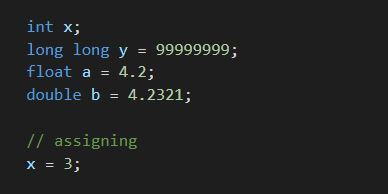 int x;
long long y = 99999999;
float a = 4.2;
double b = 4.2321;
// assigning
x = 3;